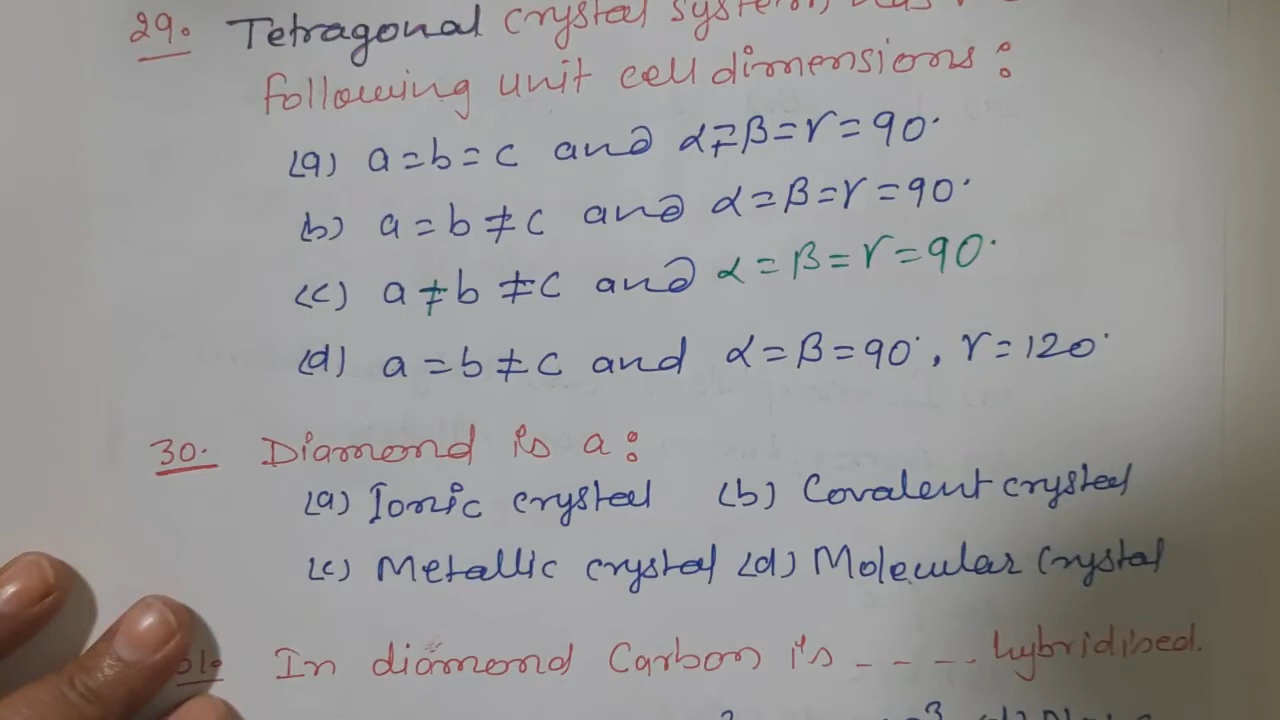 29. Tetragonal crystal system
following unit cell dimensions :
(a) a = b = c and α ≠ β = γ = 90°
(b) a = b ≠ c and α = β = γ = 90°
(c) a ≠ b ≠ c and α = β = γ = 90°
(d) a = b ≠ c and α = β = 90°, γ = 120°
30. Diamond is a :
(a) Ionic crystal (b) Covalent crystal
(c) Metallic crystal (d) Molecular Crystal
In diamond Carbon is - - - - hybridised.